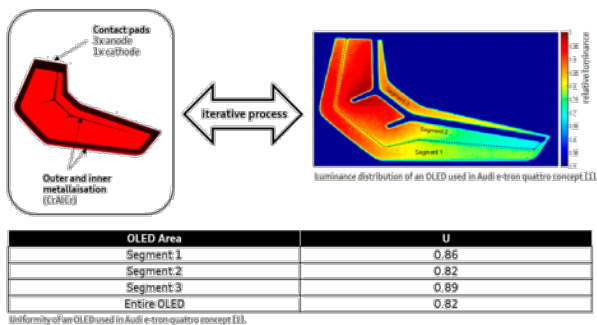 Contact pads
3x anode
1x cathode
Iterative process
Outer and inner
metallaisation
(CrAlCr)
Segment 3
Segment 2
Segment 1
relative luminance
Luminance distribution of an OLED used in Audi e-tron quattro concept [1]
OLED Area U
Segment 1 0.86
Segment 2 0.82
Segment 3 0.89
Entire OLED 0.82
Uniformity of an OLED used in Audi e-tron quattro concept [1].